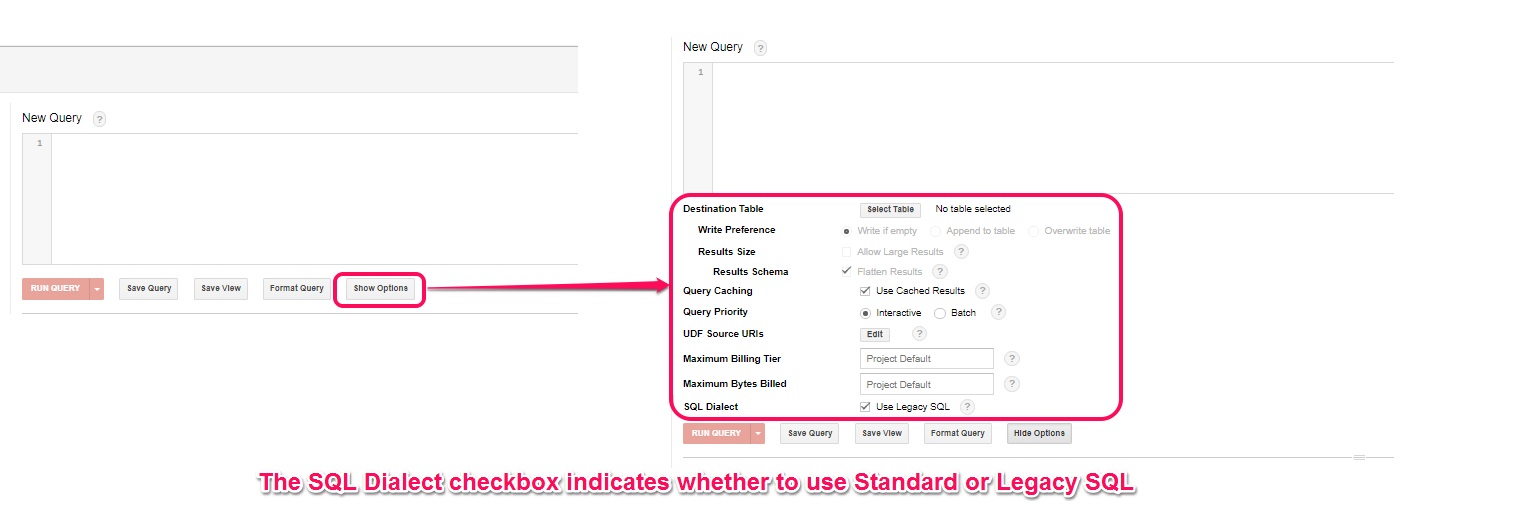 New Query ?
1
RUN QUERY Save Query Save View Format Query Show Options
New Query ?
1
Destination Table Select Table No table selected
Write Preference Write if empty Append to table Overwrite table
Results Size Allow Large Results ?
Results Schema Flatten Results ?
Query Caching Use Cached Results ?
Query Priority Interactive Batch ?
UDF Source URIs Edit ?
Maximum Billing Tier Project Default ?
Maximum Bytes Billed Project Default ?
SQL Dialect Use Legacy SQL ?
RUN QUERY Save Query Save View Format Query Hide Options
The SQL Dialect checkbox indicates whether to use Standard or Legacy SQL